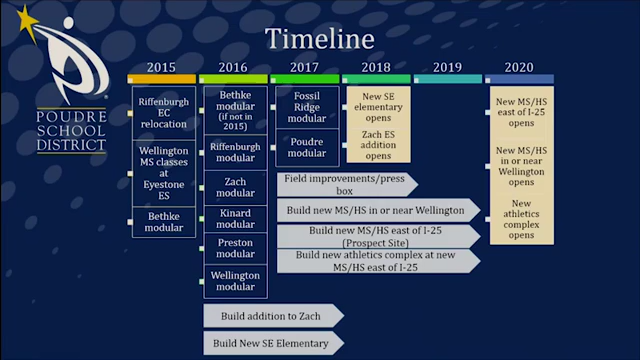 Timeline
POUDRE
SCHOOL
DISTRICT
2015
2016
2017
2018
2019
2020
Riffenburgh
EC
relocation
Wellington
MS classes
at
Eyestone
ES
Bethke
modular
Bethke
modular
(if not in
2015)
Riffenburgh
modular
Zach
modular
Kinard
modular
Preston
modular
Wellington
modular
Fossil
Ridge
modular
Poudre
modular
New SE
elementary
opens
Zach ES
addition
opens
New MS/HS
east of I-25
opens
New MS/HS
in or near
Wellington
opens
New
athletics
complex
opens
Field improvements/press
box
Build new MS/HS in or near Wellington
Build new MS/HS east of I-25
(Prospect Site)
Build new athletics complex at new
MS/HS east of I-25
Build addition to Zach
Build New SE Elementary